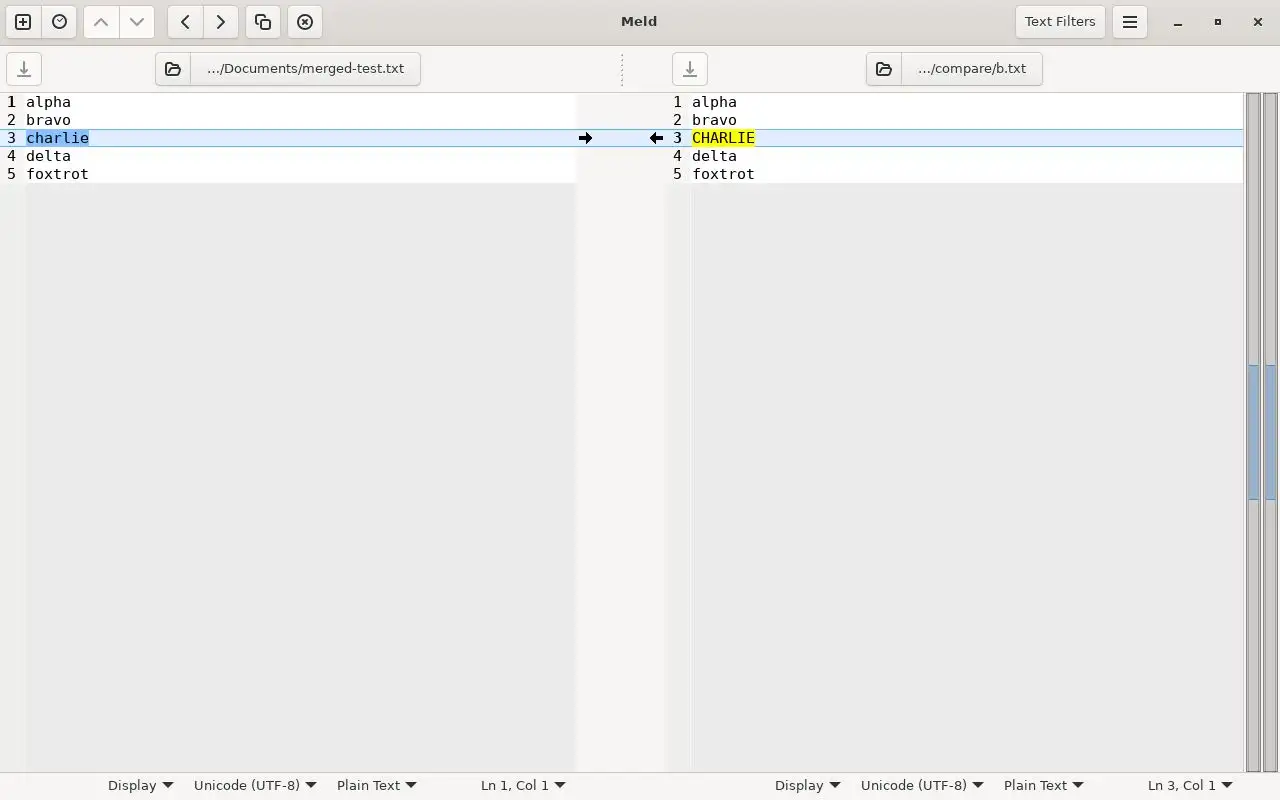 Meld
Text Filters
.../Documents/merged-test.txt
.../compare/b.txt
1 alpha
2 bravo
3 charlie
4 delta
5 foxtrot
1 alpha
2 bravo
3 CHARLIE
4 delta
5 foxtrot
Display Unicode (UTF-8) Plain Text Ln 1, Col 1
Display Unicode (UTF-8) Plain Text Ln 3, Col 1